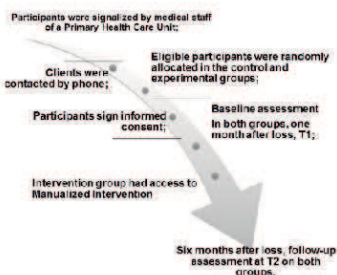 Participants were signalized by medical staff
of a Primary Health Care Unit;
Clients were
contacted by phone;
Eligible participants were randomly
allocated in the control and
experimental groups;
Participants sign informed
consent;
Baseline assessment
In both groups, one
month after loss, T1;
Intervention group had access to
Manualized Intervention
Six months after loss, follow-up
assessment at T2 on both
groups.